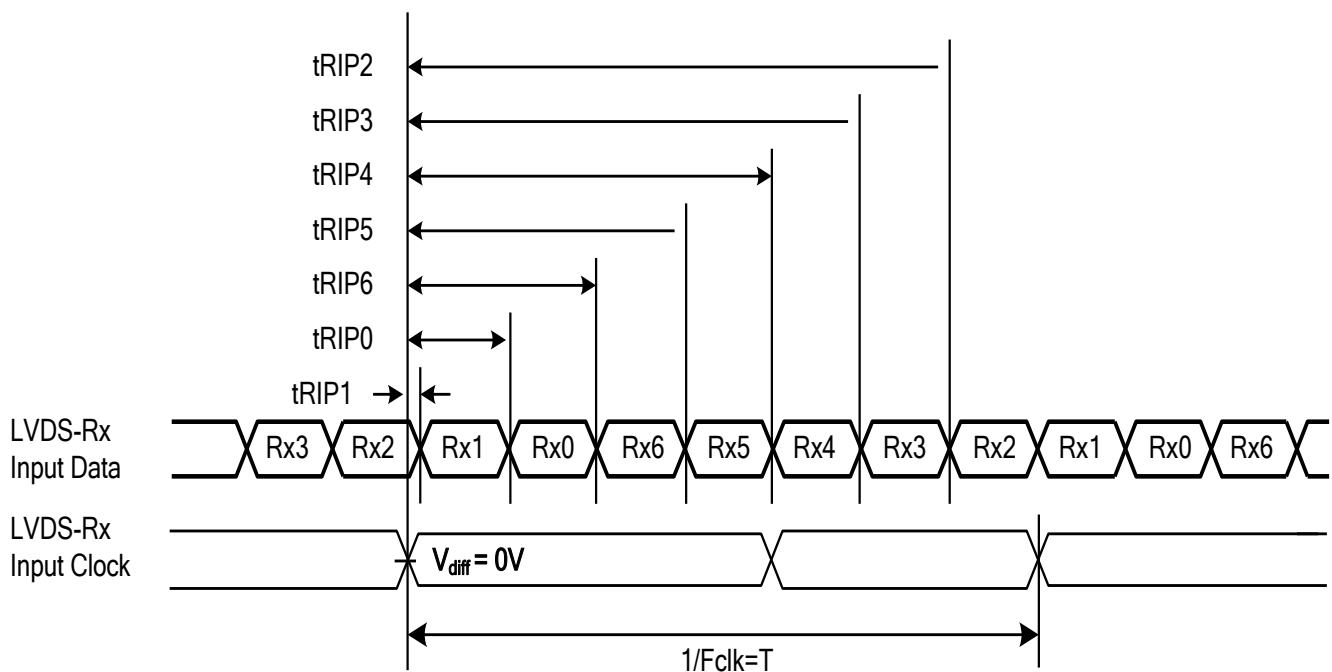 tRIP2
tRIP3
tRIP4
tRIP5
tRIP6
tRIP0
tRIP1
LVDS-Rx
Input Data
Rx3 Rx2 Rx1 Rx0 Rx6 Rx5 Rx4 Rx3 Rx2 Rx1 Rx0 Rx6
LVDS-Rx
Input Clock
Vdiff = 0V
1/Fclk=T